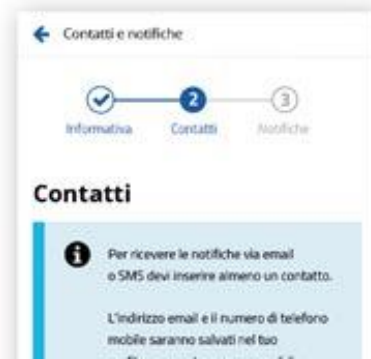 Contatti e notifiche
2
3
Informativa
Contatti
Notifiche
Contatti
Per ricevere le notifiche via email
o SMS devi inserire almeno un contatto.
L'indirizzo email e il numero di telefono
mobile saranno salvati nel tuo